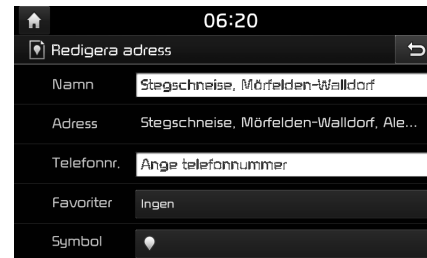 06:20
Redigera adress
Namn Stegschneise, Mörfelden-Walldorf
Adress Stegschneise, Mörfelden-Walldorf, Ale...
Telefonnr. Ange telefonnummer
Favoriter Ingen
Symbol